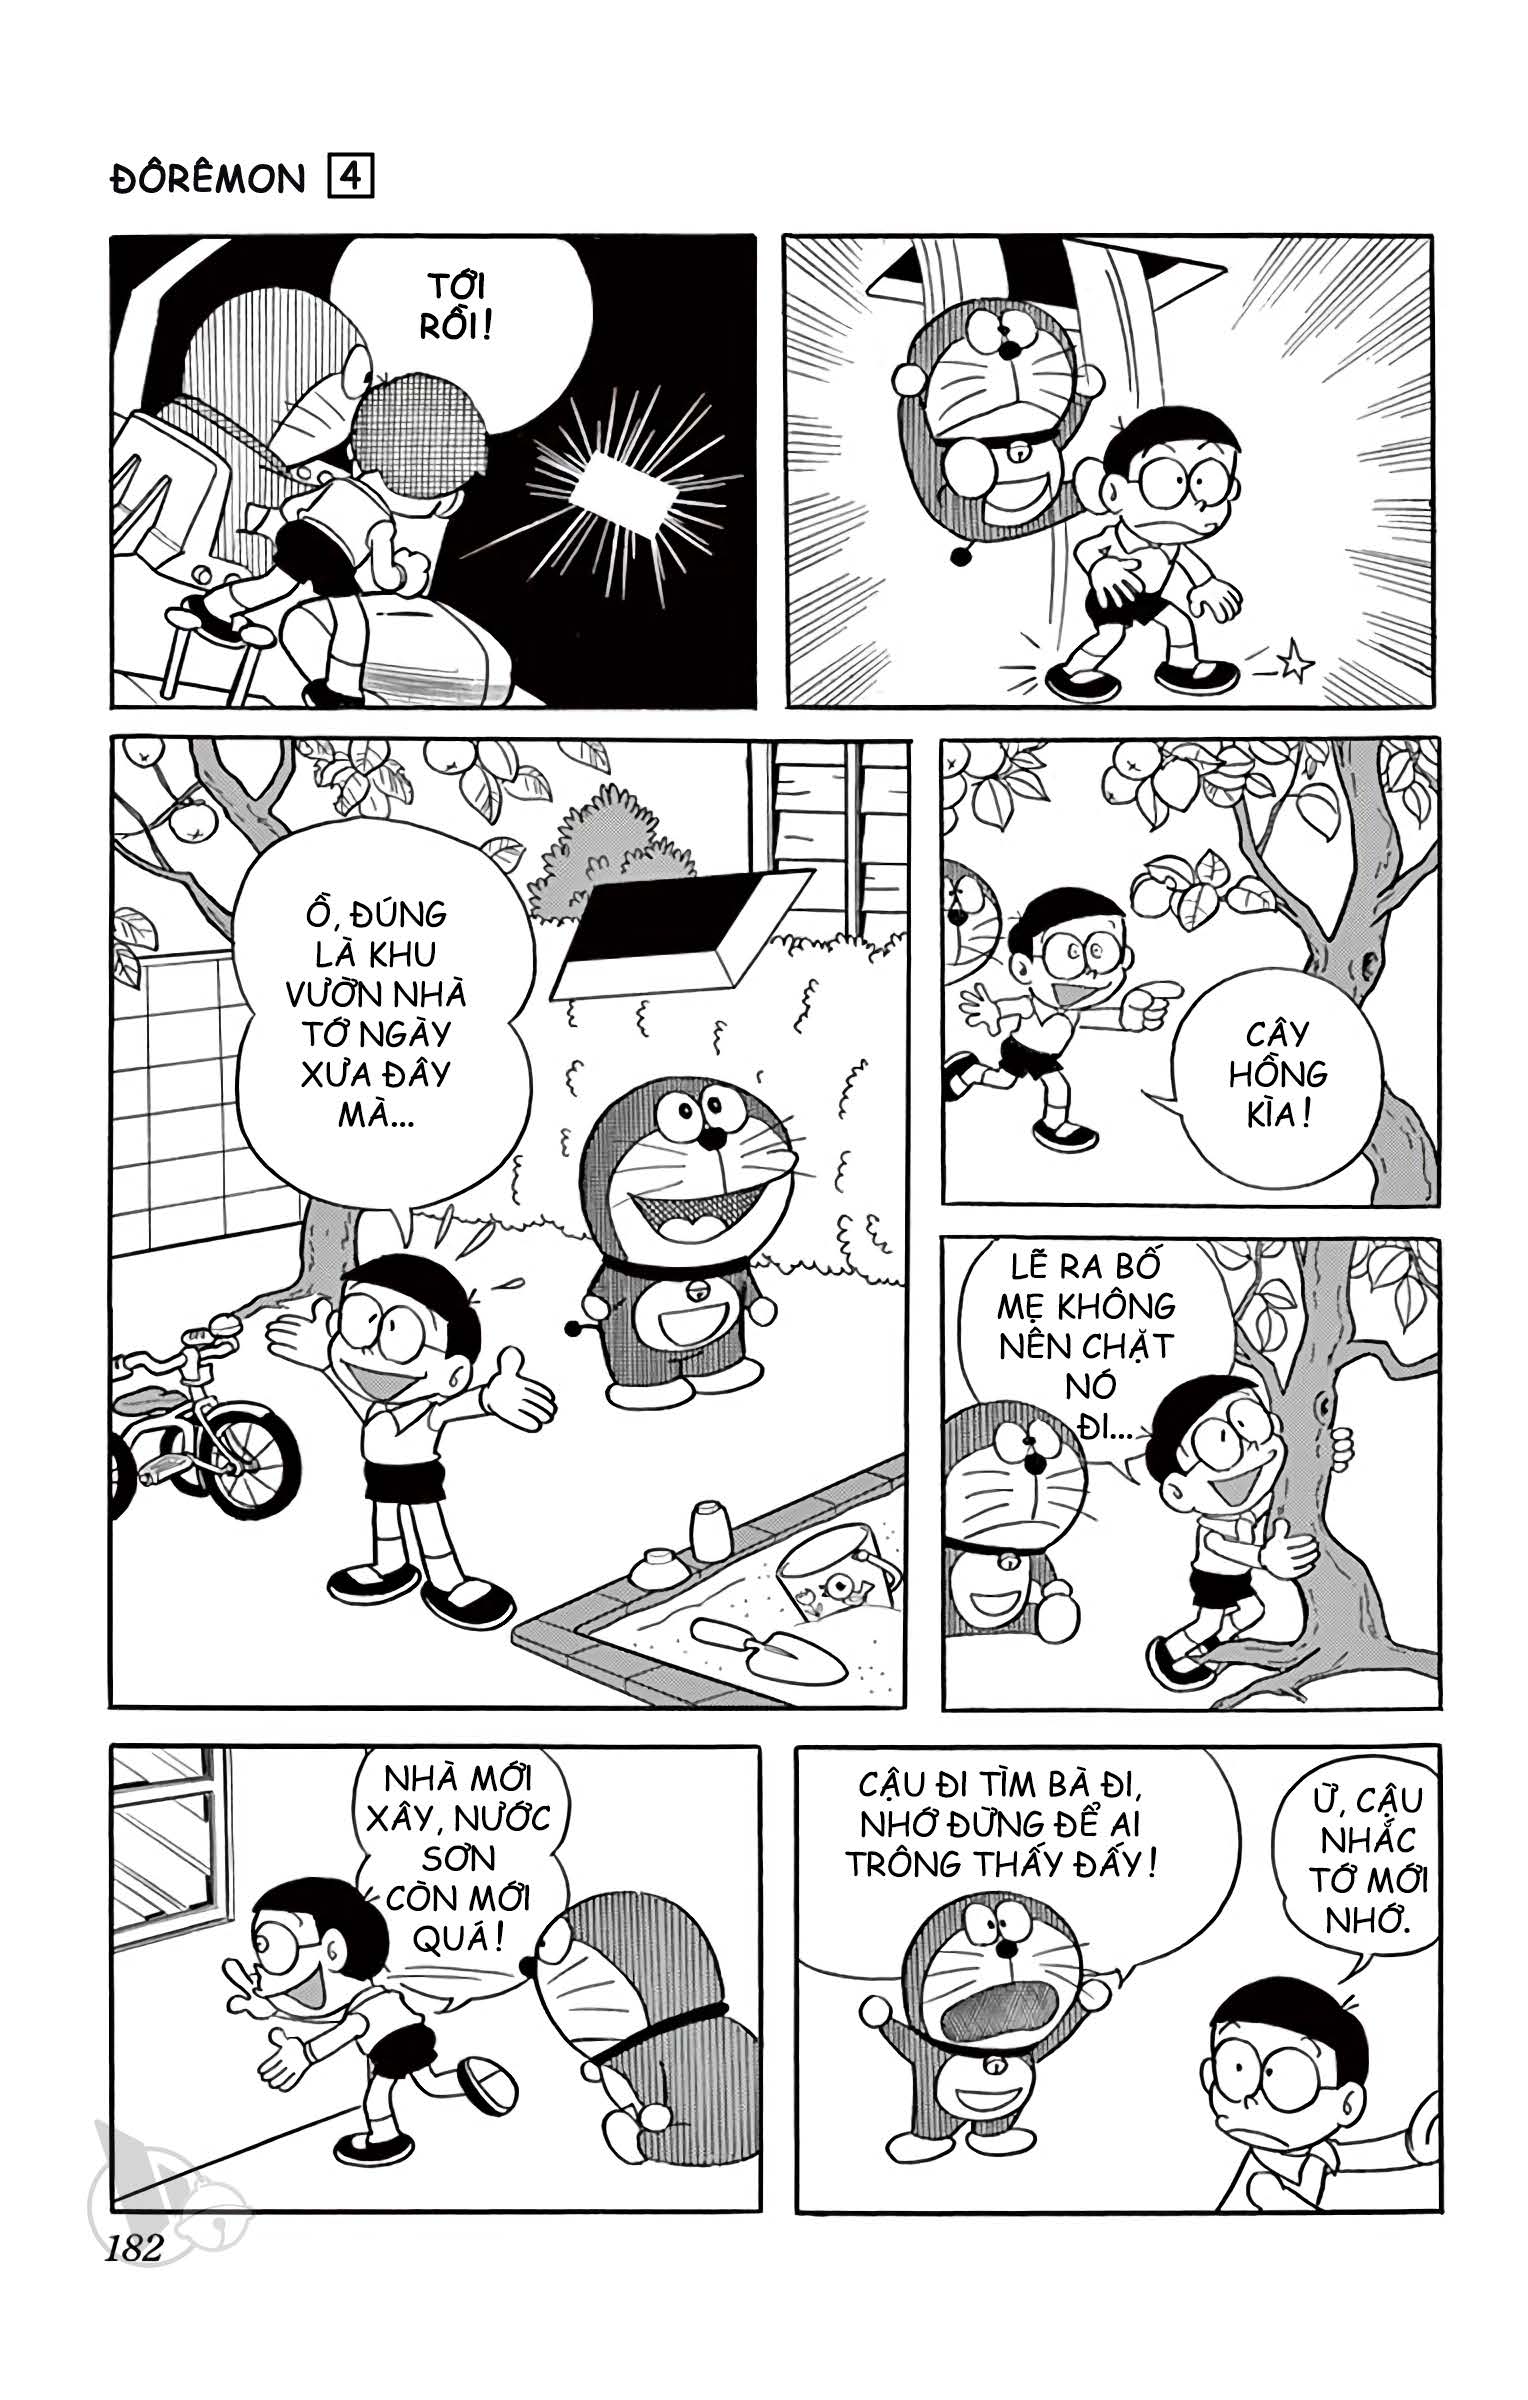 ĐÔRÊMON 4
TỚI
RỒI!
Ồ, ĐÚNG
LÀ KHU
VƯỜN NHÀ
TỚ NGÀY
XƯA ĐÂY
MÀ...
CÂY
HỒNG
KÌA!
LẼ RA BỐ
MẸ KHÔNG
NÊN CHẶT
NÓ
ĐI...
NHÀ MỚI
XÂY, NƯỚC
SƠN
CÒN MỚI
QUÁ!
CẬU ĐI TÌM BÀ ĐI,
NHỚ ĐỪNG ĐỂ AI
TRÔNG THẤY ĐẤY!
Ừ, CẬU
NHẮC
TỚ MỚI
NHỚ.
182